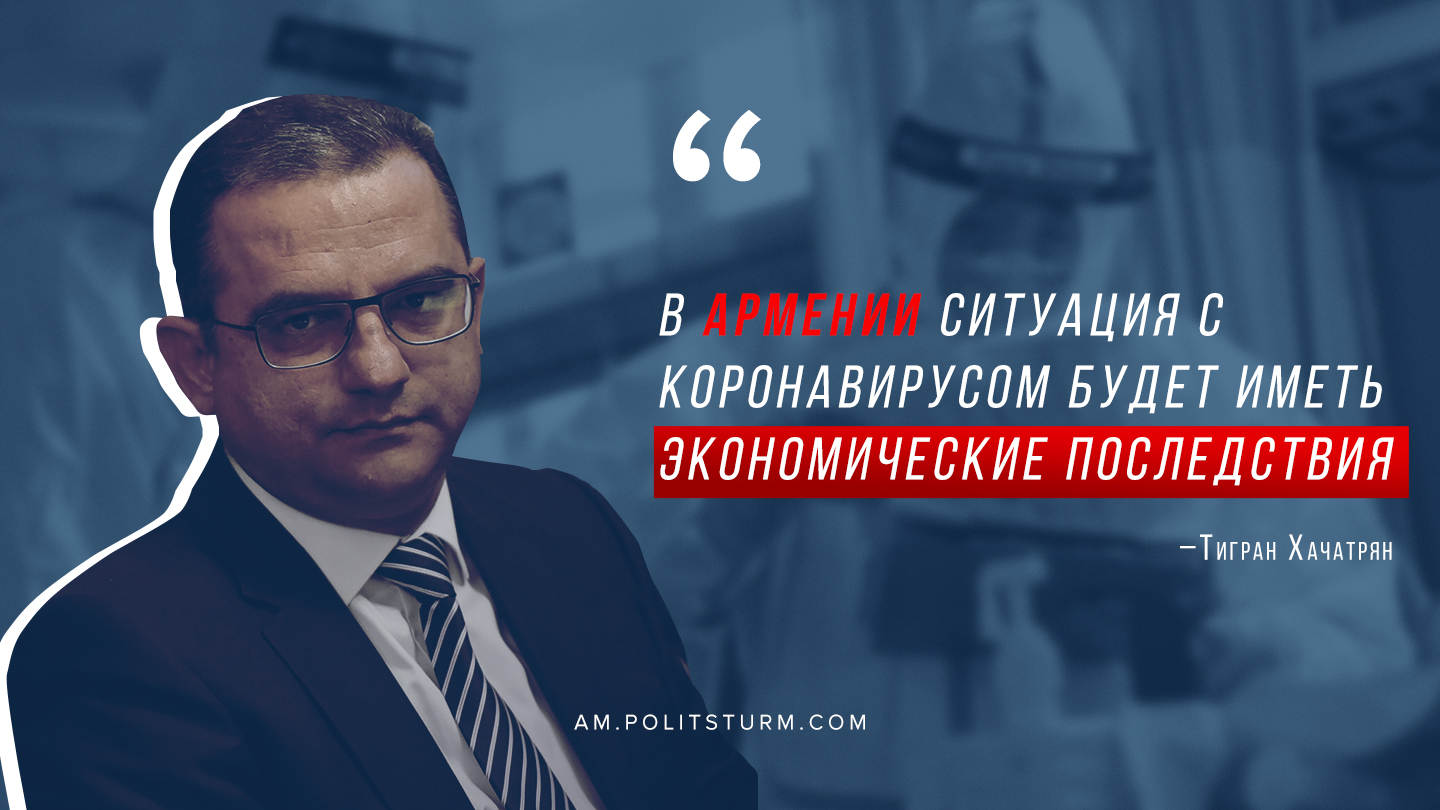 “
В АРМЕНИИ СИТУАЦИЯ С
КОРОНАВИРУСОМ БУДЕТ ИМЕТЬ
ЭКОНОМИЧЕСКИЕ ПОСЛЕДСТВИЯ
–Тигран Хачатрян
AM.POLITSTURM.COM